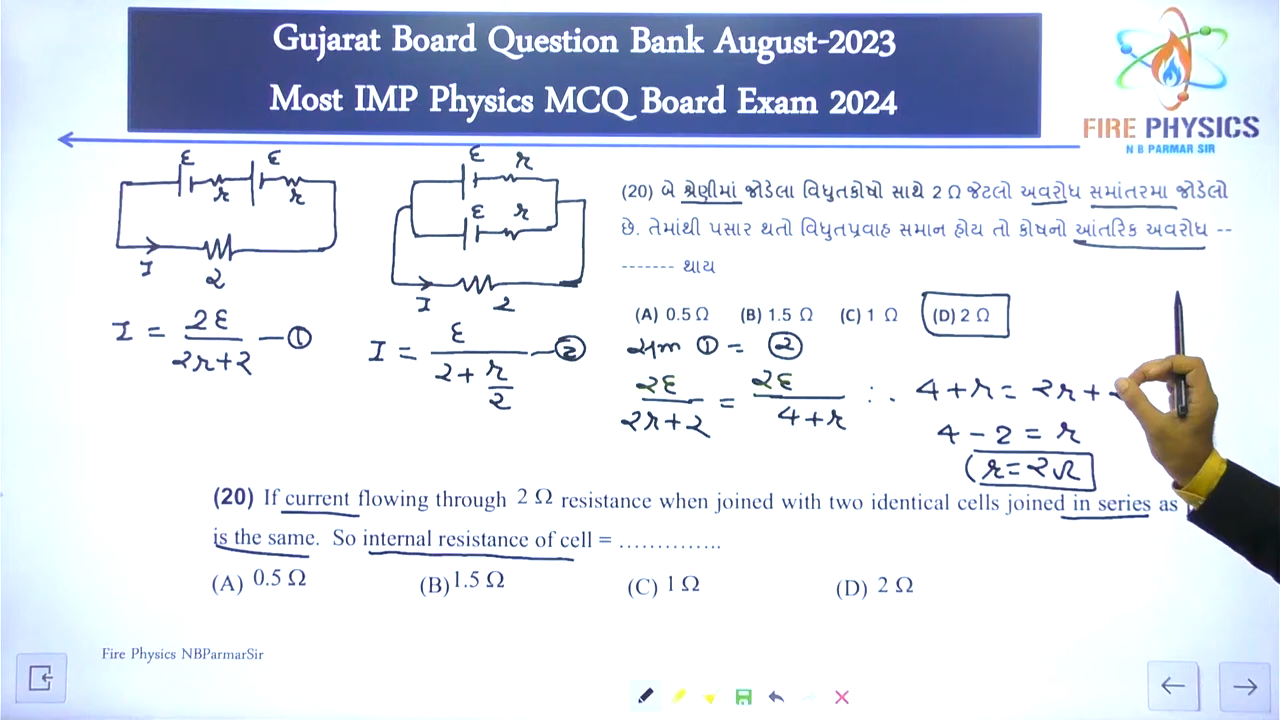 Gujarat Board Question Bank August-2023
Most IMP Physics MCQ Board Exam 2024
FIRE PHYSICS
N B PARMAR SIR
ε r ε r
I
2
I = 2ε/2r+2 — ①
ε r
ε r
I 2
I = ε/(2 + r/2) — ②
(20) બે શ્રેણીમાં જોડેલા વિધુતકોષો સાથે 2 Ω જેટલો અવરોધ સમાંતરમા જોડેલો
છે. તેમાંથી પસાર થતો વિધુતપ્રવાહ સમાન હોય તો કોષનો આંતરિક અવરોધ --
------- થાય
(A) 0.5 Ω (B) 1.5 Ω (C) 1 Ω (D) 2 Ω
સમ ① = ②
2ε/2r+2 = 2ε/4+r ∴ 4+r = 2r+
4 – 2 = r
r = 2Ω
(20) If current flowing through 2 Ω resistance when joined with two identical cells joined in series as
is the same. So internal resistance of cell = ..............
(A) 0.5 Ω (B) 1.5 Ω (C) 1 Ω (D) 2 Ω
Fire Physics NBParmarSir